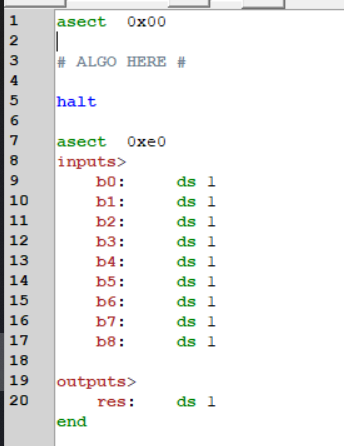 1 asect 0x00
2
3 # ALGO HERE #
4
5 halt
6
7 asect 0xe0
8 inputs>
9 b0: ds 1
10 b1: ds 1
11 b2: ds 1
12 b3: ds 1
13 b4: ds 1
14 b5: ds 1
15 b6: ds 1
16 b7: ds 1
17 b8: ds 1
18
19 outputs>
20 res: ds 1
end